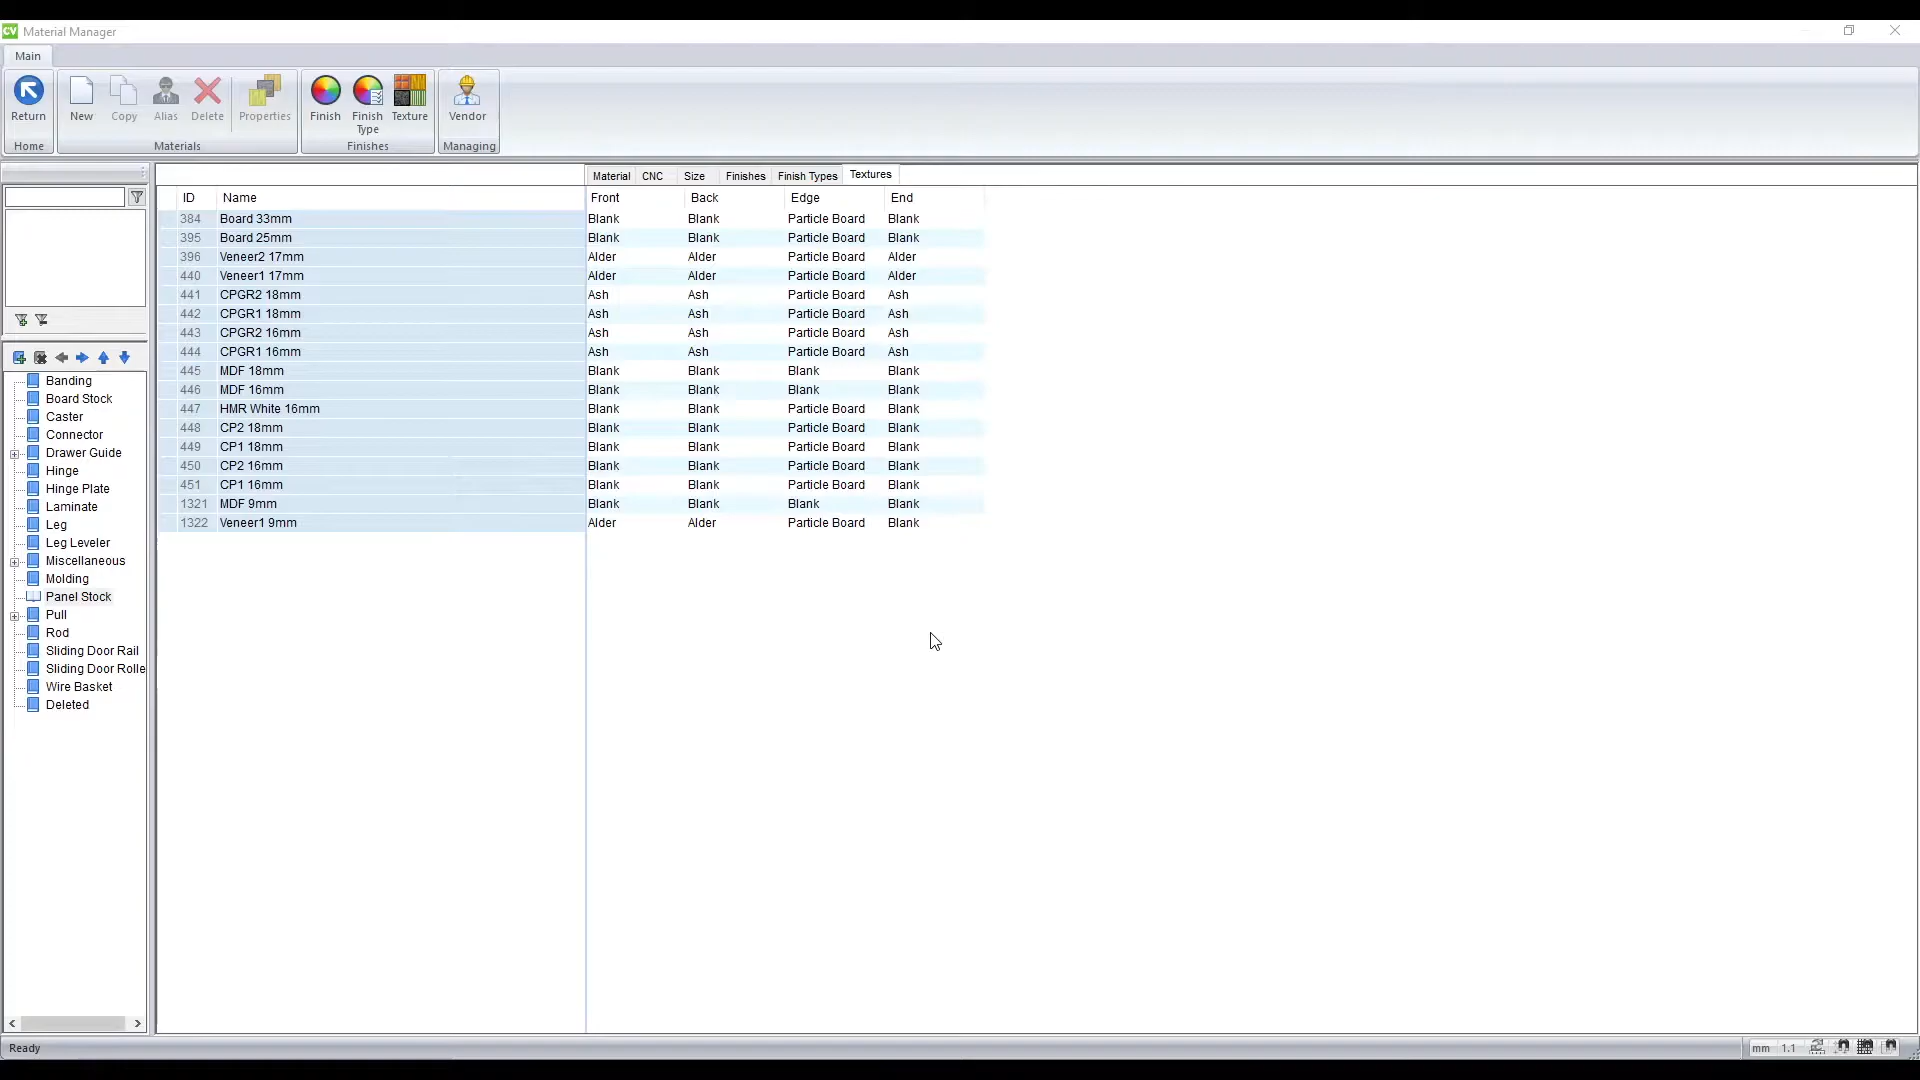 CV Material Manager
Main
Return New Copy Alias Delete Properties Finish Finish Type Texture Vendor
Home Materials Finishes Managing
Material CNC Size Finishes Finish Types Textures
ID Name Front Back Edge End
384 Board 33mm Blank Blank Particle Board Blank
395 Board 25mm Blank Blank Particle Board Blank
396 Veneer2 17mm Alder Alder Particle Board Alder
440 Veneer1 17mm Alder Alder Particle Board Alder
441 CPGR2 18mm Ash Ash Particle Board Ash
442 CPGR1 18mm Ash Ash Particle Board Ash
443 CPGR2 16mm Ash Ash Particle Board Ash
444 CPGR1 16mm Ash Ash Particle Board Ash
445 MDF 18mm Blank Blank Blank Blank
446 MDF 16mm Blank Blank Blank Blank
447 HMR White 16mm Blank Blank Particle Board Blank
448 CP2 18mm Blank Blank Particle Board Blank
449 CP1 18mm Blank Blank Particle Board Blank
450 CP2 16mm Blank Blank Particle Board Blank
451 CP1 16mm Blank Blank Particle Board Blank
1321 MDF 9mm Blank Blank Blank Blank
1322 Veneer1 9mm Alder Alder Particle Board Blank
Banding
Board Stock
Caster
Connector
Drawer Guide
Hinge
Hinge Plate
Laminate
Leg
Leg Leveler
Miscellaneous
Molding
Panel Stock
Pull
Rod
Sliding Door Rail
Sliding Door Rolle
Wire Basket
Deleted
Ready mm 1.1